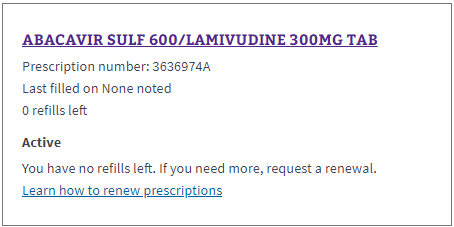 ABACAVIR SULF 600/LAMIVUDINE 300MG TAB
Prescription number: 3636974A
Last filled on None noted
0 refills left
Active
You have no refills left. If you need more, request a renewal.
Learn how to renew prescriptions